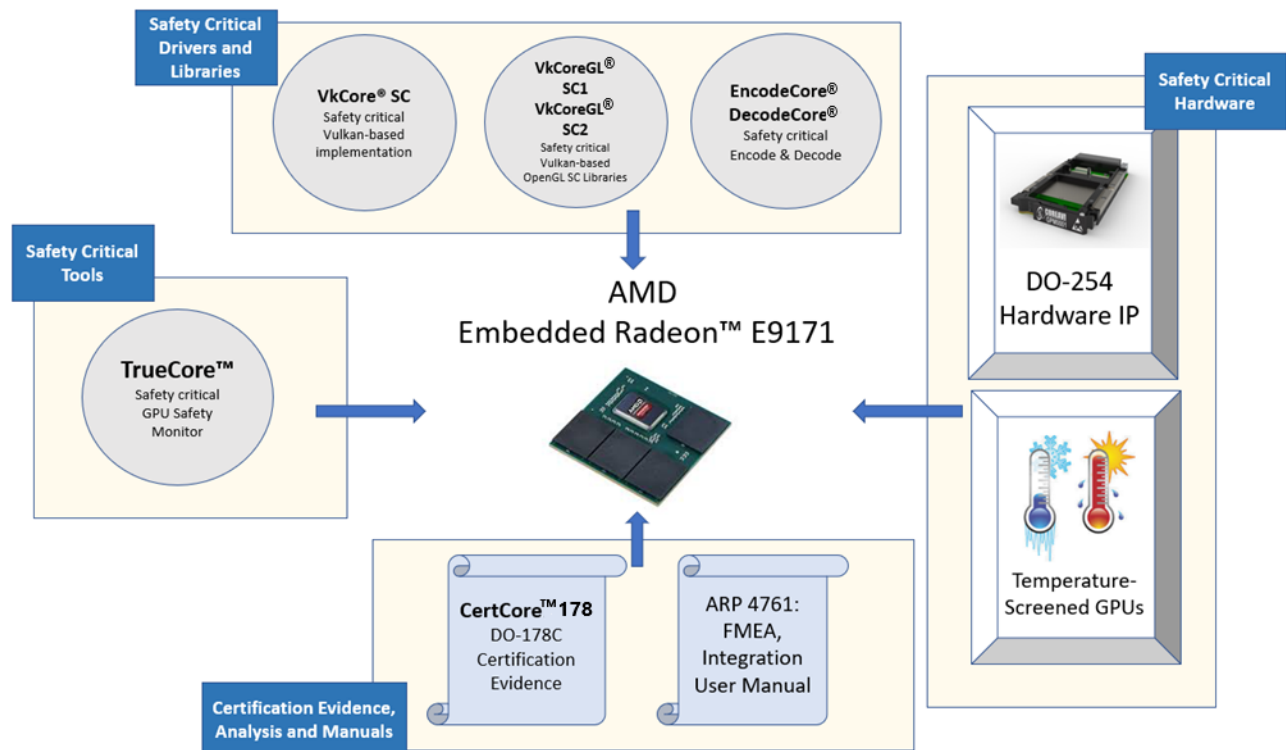 Safety Critical
Drivers and
Libraries
VkCore® SC
Safety critical
Vulkan-based
implementation
VkCoreGL®
SC1
VkCoreGL®
SC2
Safety critical
Vulkan-based
OpenGL SC Libraries
EncodeCore®
DecodeCore®
Safety critical
Encode & Decode
Safety Critical
Hardware
DO-254
Hardware IP
Temperature-
Screened GPUs
Safety Critical
Tools
TrueCore™
Safety critical
GPU Safety
Monitor
AMD
Embedded Radeon™ E9171
CertCore™ 178
DO-178C
Certification
Evidence
ARP 4761:
FMEA,
Integration
User Manual
Certification Evidence,
Analysis and Manuals